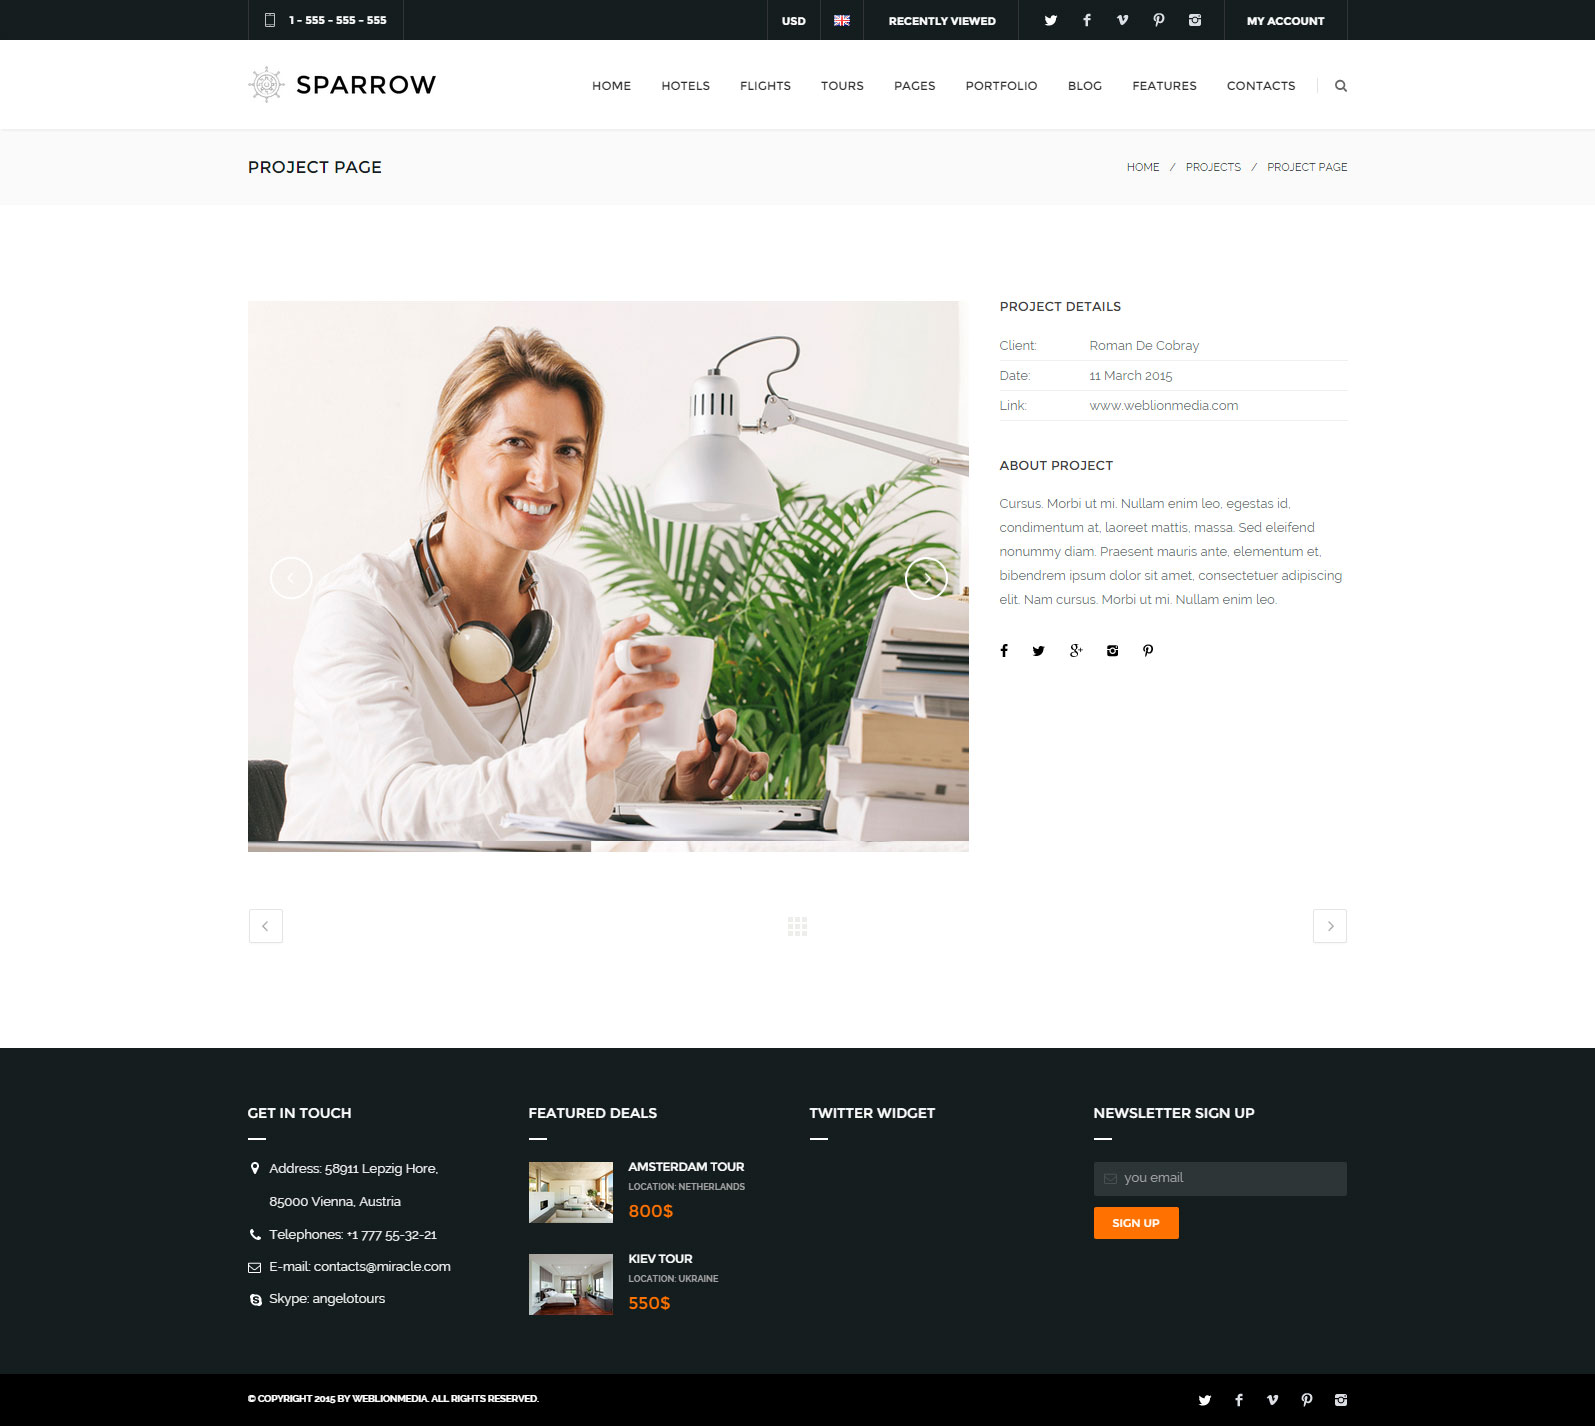 1 - 555 - 555 - 555
USD
RECENTLY VIEWED
MY ACCOUNT
SPARROW
HOME HOTELS FLIGHTS TOURS PAGES PORTFOLIO BLOG FEATURES CONTACTS
PROJECT PAGE
HOME / PROJECTS / PROJECT PAGE
PROJECT DETAILS
Client: Roman De Cobray
Date: 11 March 2015
Link: www.weblionmedia.com
ABOUT PROJECT
Cursus. Morbi ut mi. Nullam enim leo, egestas id,
condimentum at, laoreet mattis, massa. Sed eleifend
nonummy diam. Praesent mauris ante, elementum et,
bibendrem ipsum dolor sit amet, consectetuer adipiscing
elit. Nam cursus. Morbi ut mi. Nullam enim leo.
GET IN TOUCH
Address: 58911 Lepzig Hore,
85000 Vienna, Austria
Telephones: +1 777 55-32-21
E-mail: contacts@miracle.com
Skype: angelotours
FEATURED DEALS
AMSTERDAM TOUR
LOCATION: NETHERLANDS
800$
KIEV TOUR
LOCATION: UKRAINE
550$
TWITTER WIDGET
NEWSLETTER SIGN UP
you email
SIGN UP
© COPYRIGHT 2015 BY WEBLIONMEDIA. ALL RIGHTS RESERVED.